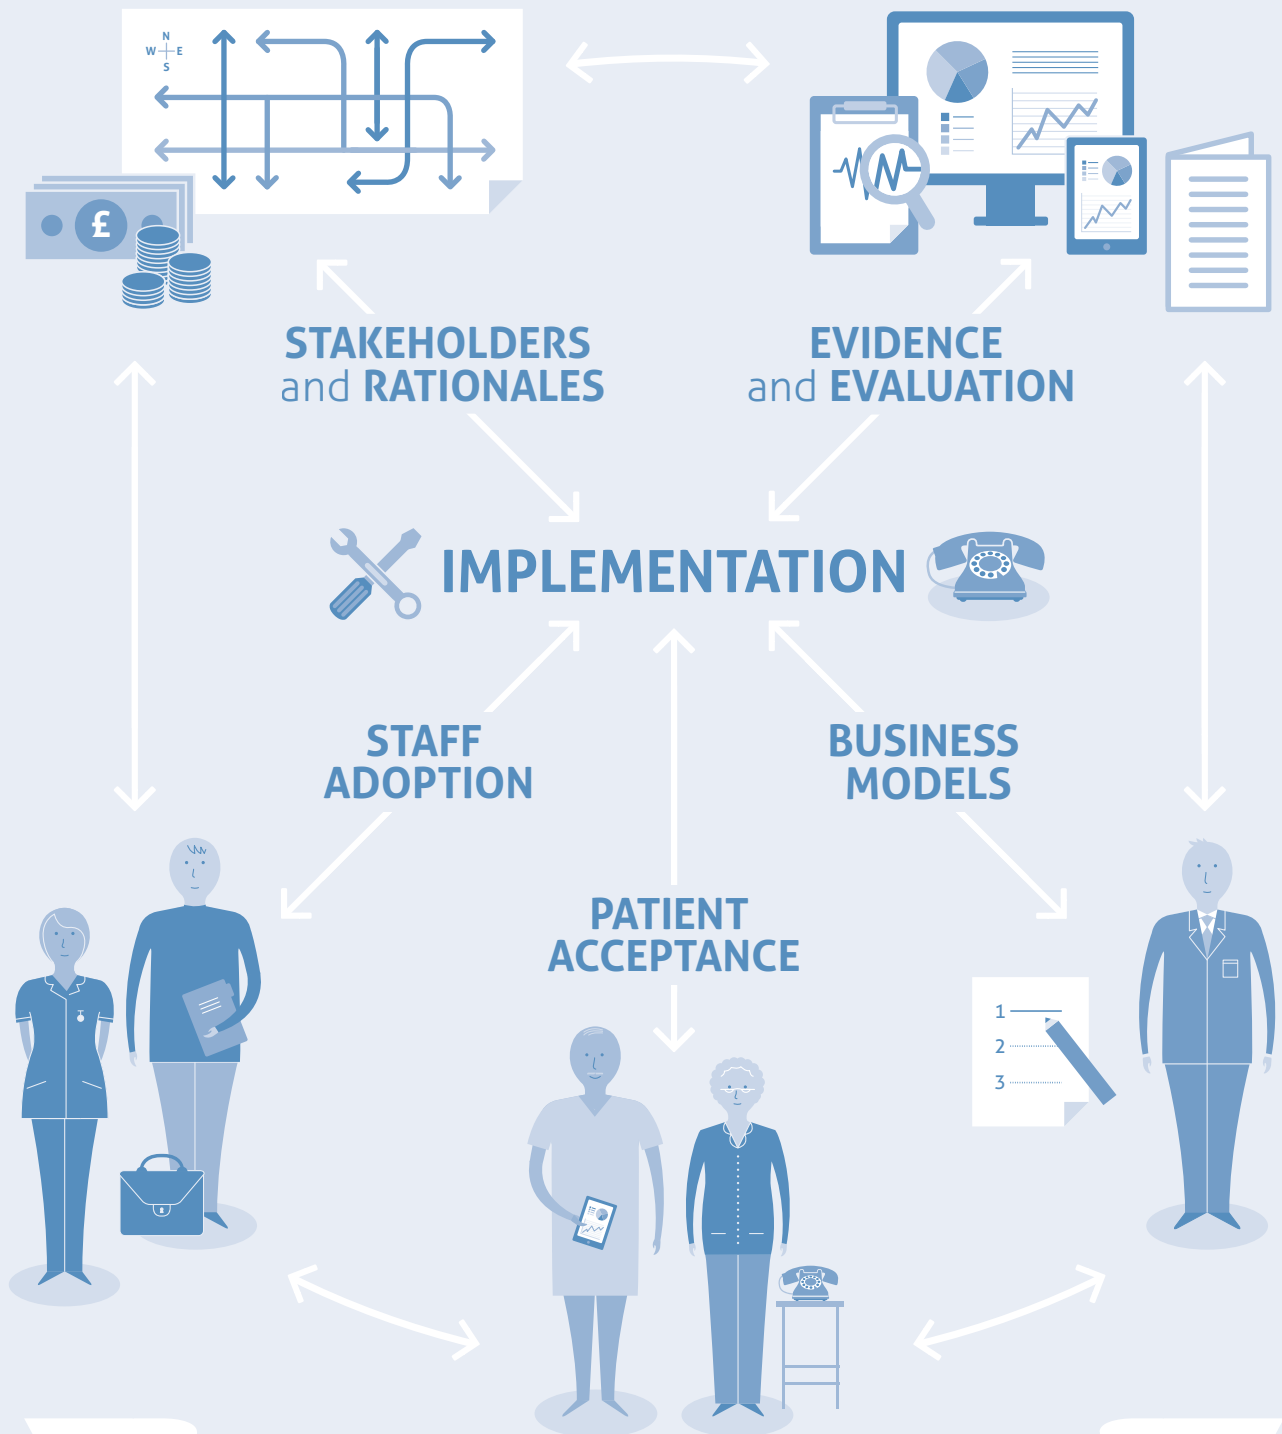 N
W E
S
£
STAKEHOLDERS
and RATIONALES
EVIDENCE
and EVALUATION
IMPLEMENTATION
STAFF
ADOPTION
BUSINESS
MODELS
PATIENT
ACCEPTANCE
1
2
3